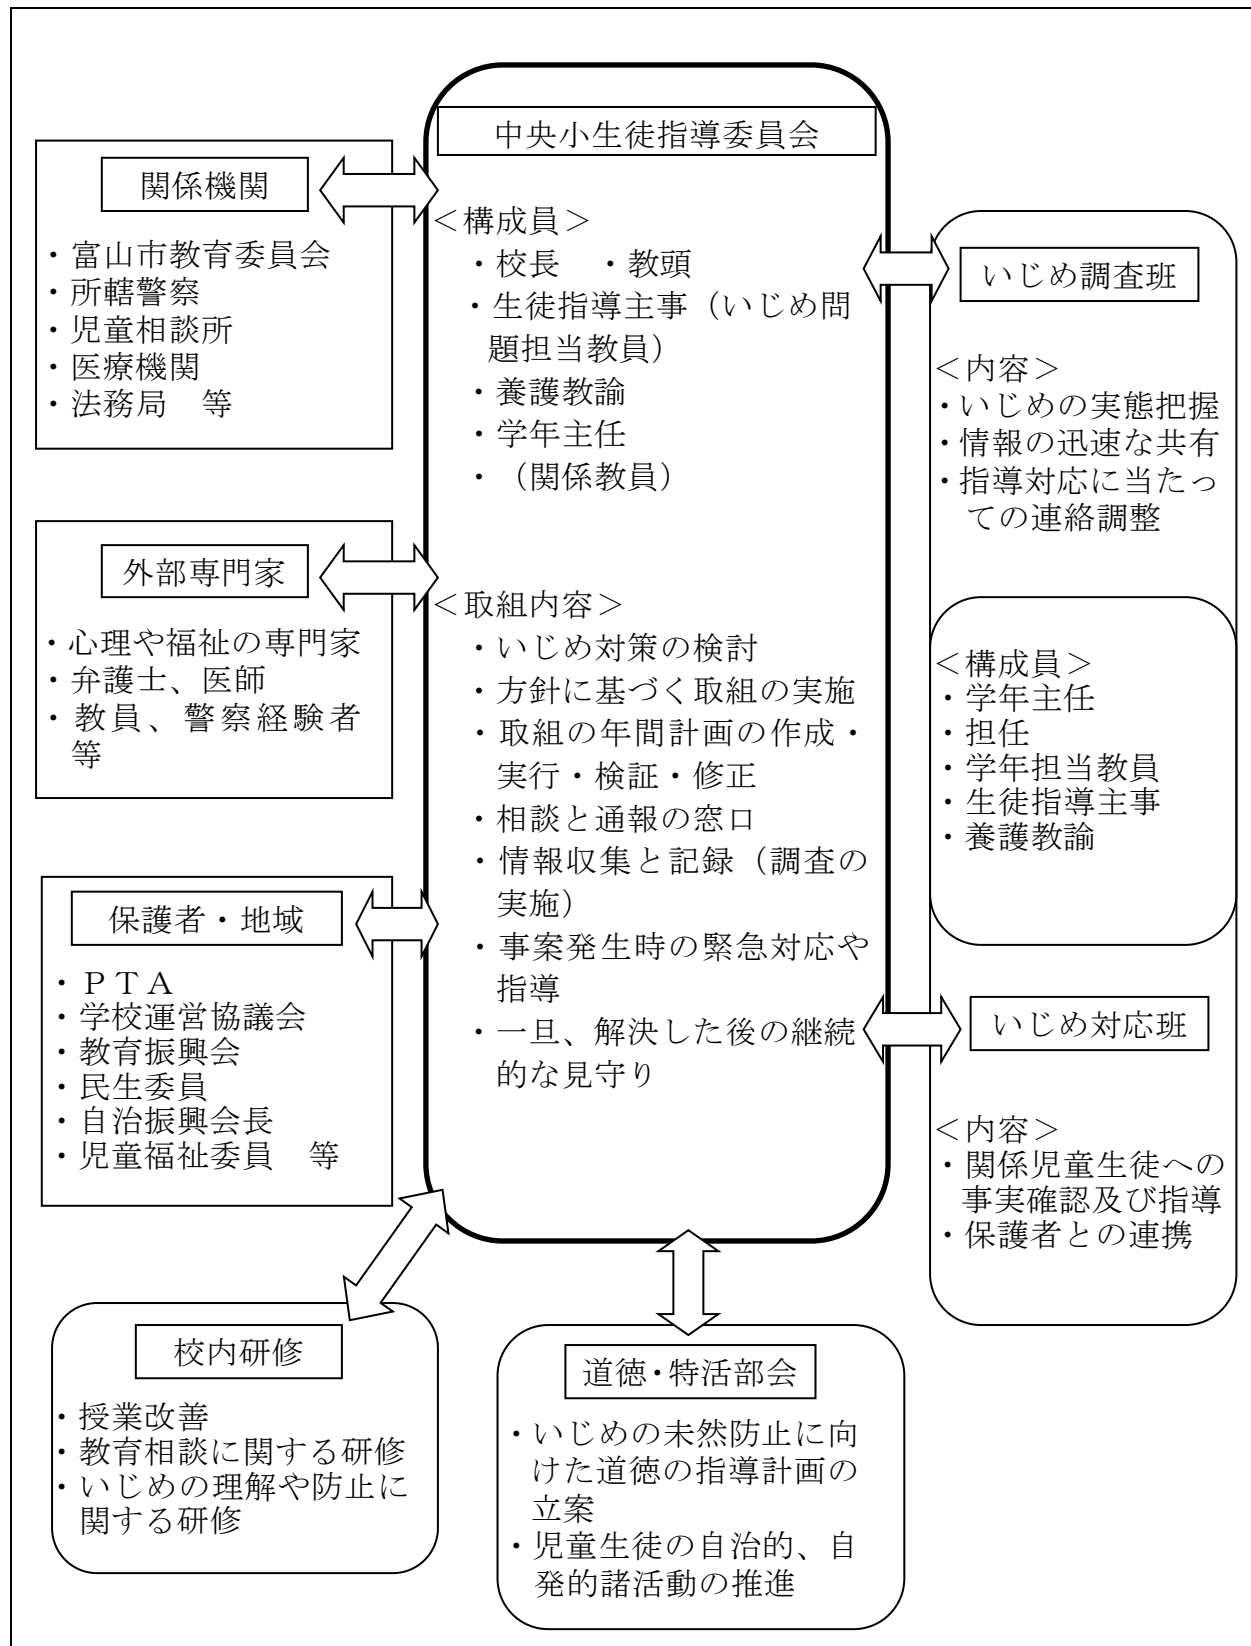 中央小生徒指導委員会
＜構成員＞
・校長　・教頭
・生徒指導主事（いじめ問
題担当教員）
・養護教諭
・学年主任
・（関係教員）
＜取組内容＞
・いじめ対策の検討
・方針に基づく取組の実施
・取組の年間計画の作成・
実行・検証・修正
・相談と通報の窓口
・情報収集と記録（調査の
実施）
・事案発生時の緊急対応や
指導
・一旦、解決した後の継続
的な見守り
関係機関
・富山市教育委員会
・所轄警察
・児童相談所
・医療機関
・法務局　等
外部専門家
・心理や福祉の専門家
・弁護士、医師
・教員、警察経験者
等
保護者・地域
・ＰＴＡ
・学校運営協議会
・教育振興会
・民生委員
・自治振興会長
・児童福祉委員　等
いじめ調査班
＜内容＞
・いじめの実態把握
・情報の迅速な共有
・指導対応に当たっ
ての連絡調整
＜構成員＞
・学年主任
・担任
・学年担当教員
・生徒指導主事
・養護教諭
いじめ対応班
＜内容＞
・関係児童生徒への
事実確認及び指導
・保護者との連携
校内研修
・授業改善
・教育相談に関する研修
・いじめの理解や防止に
関する研修
道徳・特活部会
・いじめの未然防止に向
けた道徳の指導計画の
立案
・児童生徒の自治的、自
発的諸活動の推進